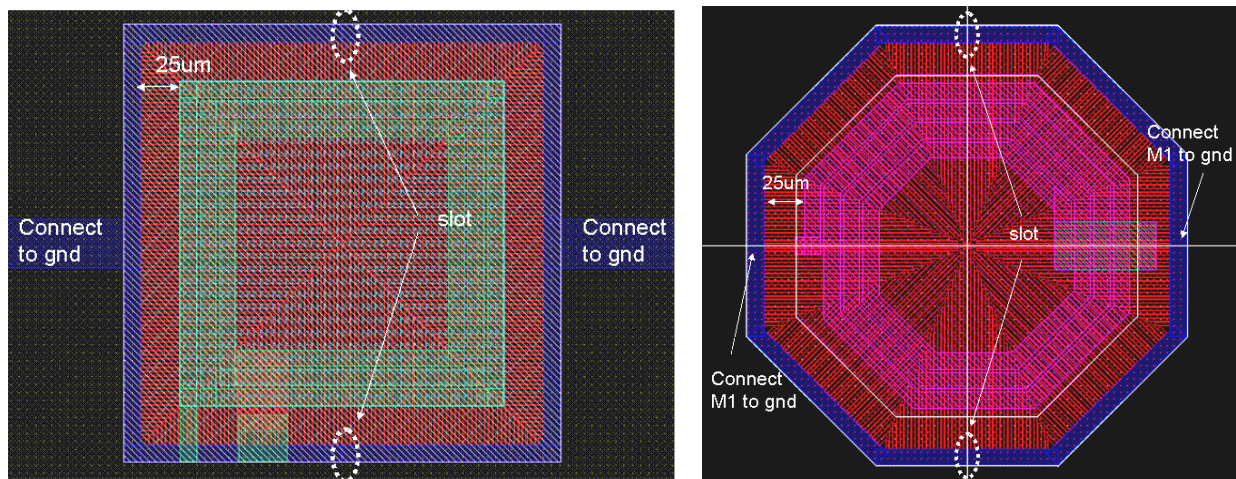 25um
Connect
to gnd
slot
Connect
to gnd
Connect
M1 to gnd
25um
slot
Connect
M1 to gnd